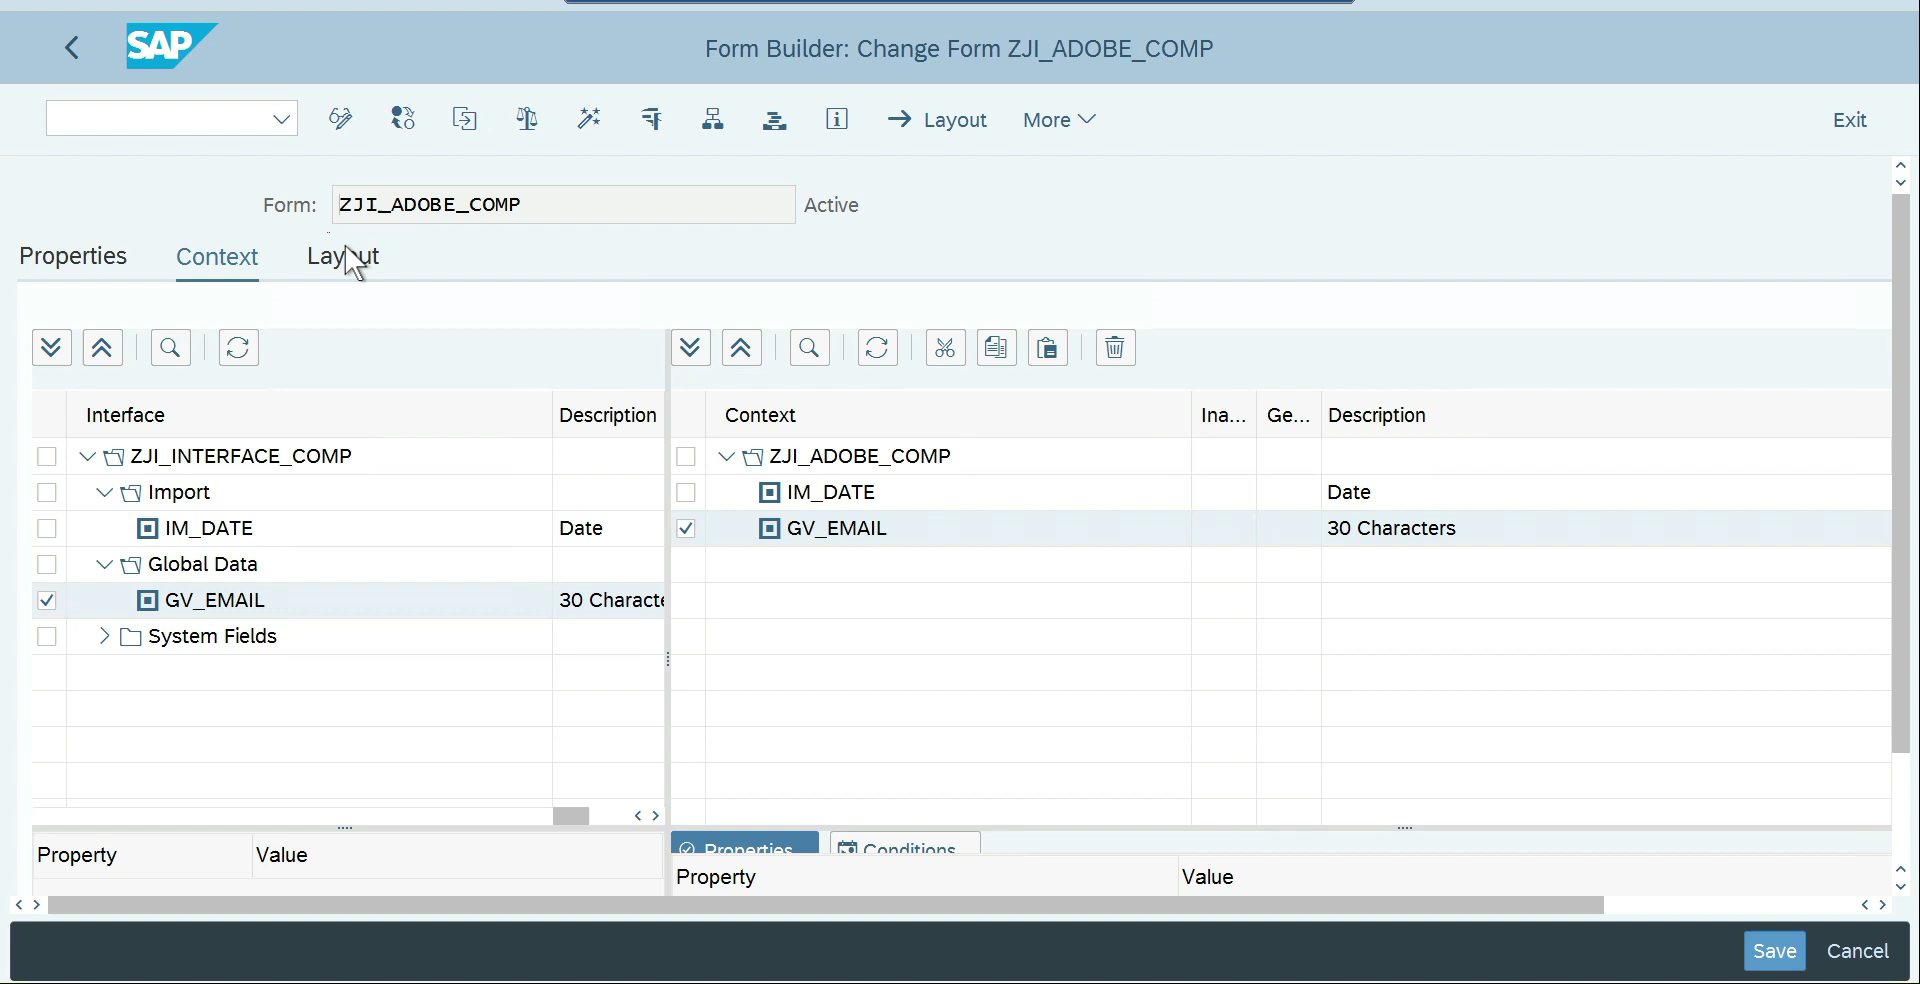 SAP
Form Builder: Change Form ZJI_ADOBE_COMP
Layout More Exit
Form: ZJI_ADOBE_COMP Active
Properties Context Layout
Interface Description Context Ina... Ge... Description
ZJI_INTERFACE_COMP ZJI_ADOBE_COMP
Import IM_DATE Date
IM_DATE Date GV_EMAIL 30 Characters
Global Data
GV_EMAIL 30 Characte
System Fields
Properties Conditions
Property Value
Property Value
Save Cancel